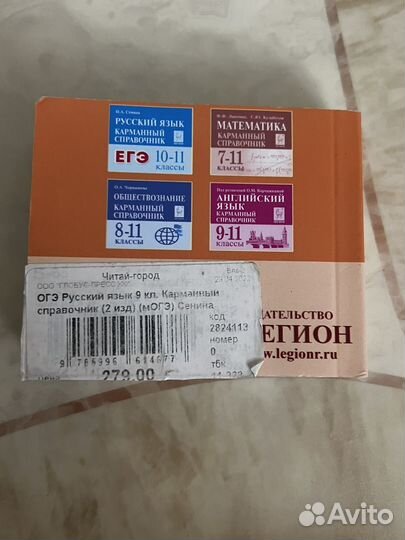 Н.А. Сенина
РУССКИЙ ЯЗЫК
КАРМАННЫЙ
СПРАВОЧНИК
ЕГЭ 10-11
КЛАССЫ
МАТЕМАТИКА
КАРМАННЫЙ
СПРАВОЧНИК
7-11
КЛАССЫ
ОБЩЕСТВОЗНАНИЕ
КАРМАННЫЙ
СПРАВОЧНИК
8-11
КЛАССЫ
АНГЛИЙСКИЙ
ЯЗЫК
КАРМАННЫЙ
СПРАВОЧНИК
9-11
КЛАССЫ
Читай-город
ОГЭ Русский язык 9 кл. Карманный
справочник (2 изд) (мОГЭ) Сенина
код
2824113
номер
0
279.00
ДАТЕЛЬСТВО
ЕГИОН
w.legionr.ru
Avito